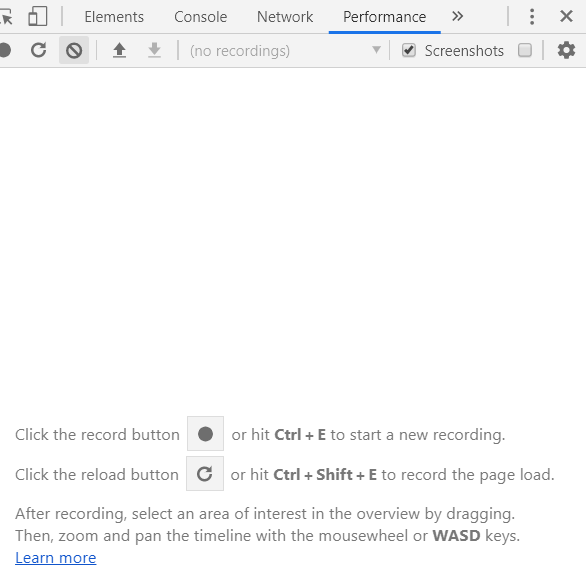 Elements Console Network Performance »
(no recordings) Screenshots
Click the record button or hit Ctrl + E to start a new recording.
Click the reload button or hit Ctrl + Shift + E to record the page load.
After recording, select an area of interest in the overview by dragging.
Then, zoom and pan the timeline with the mousewheel or WASD keys.
Learn more